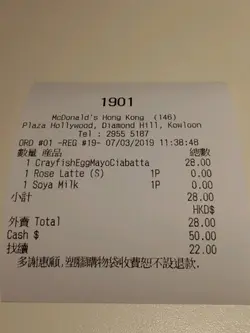 1901
McDonald's Hong Kong (146)
Plaza Hollywood, Diamond Hill, Kowloon
Tel : 2955 5187
ORD #01 -REG #19- 07/03/2019 11:38:48
數量 產品 總數
1 CrayfishEggMayoCiabatta 28.00
1 Rose Latte (S) 1P 0.00
1 Soya Milk 1P 0.00
小計 28.00
HKD$
外賣 Total 28.00
Cash $ 50.00
找續 22.00
多謝惠顧,塑膠購物袋收費恕不設退款.